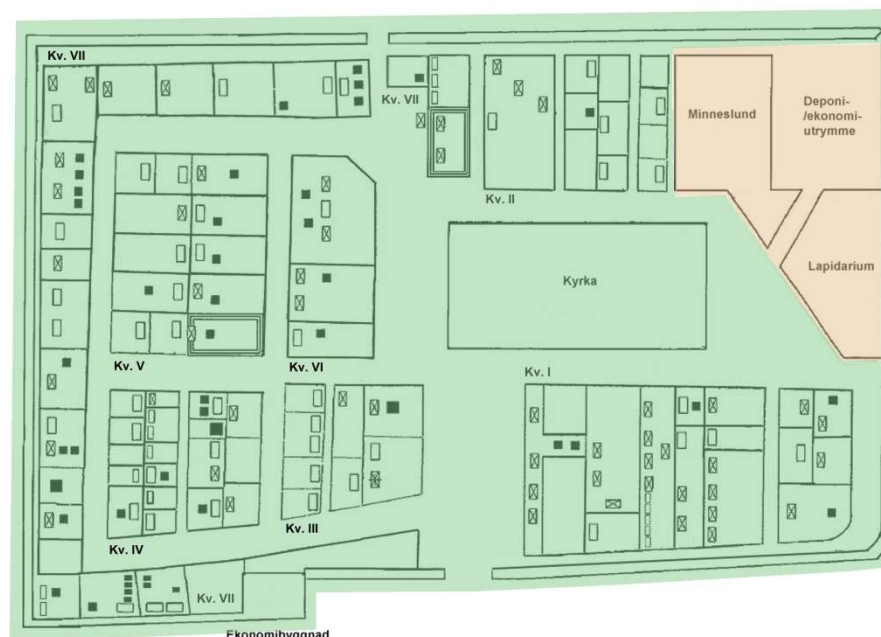 Kv. VII
Kv. VII
Minneslund
Deponi-
/ekonomi-
utrymme
Kv. II
Kyrka
Lapidarium
Kv. V
Kv. VI
Kv. I
Kv. IV
Kv. III
Kv. VII
Ekonomibyggnad